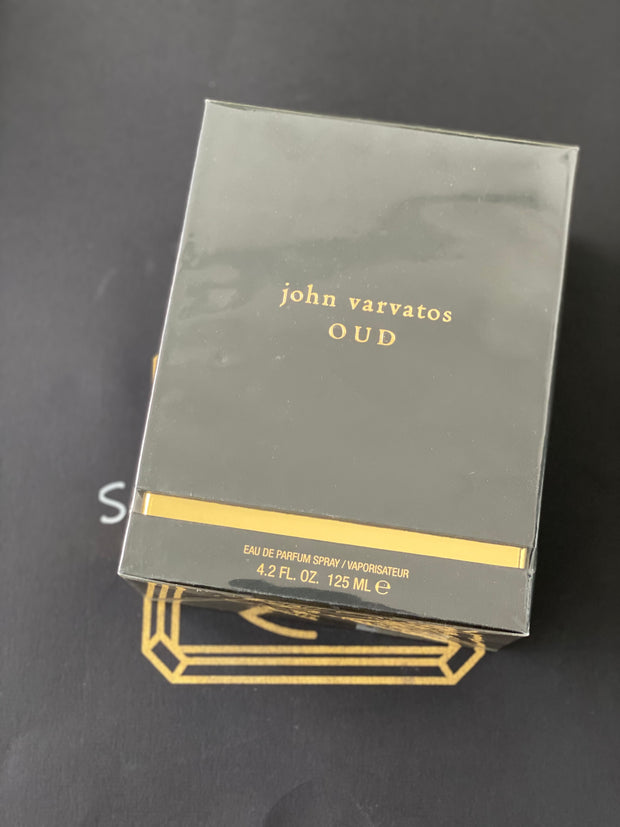 john varvatos
OUD
EAU DE PARFUM SPRAY / VAPORISATEUR
4.2 FL. OZ. 125 ML ℮